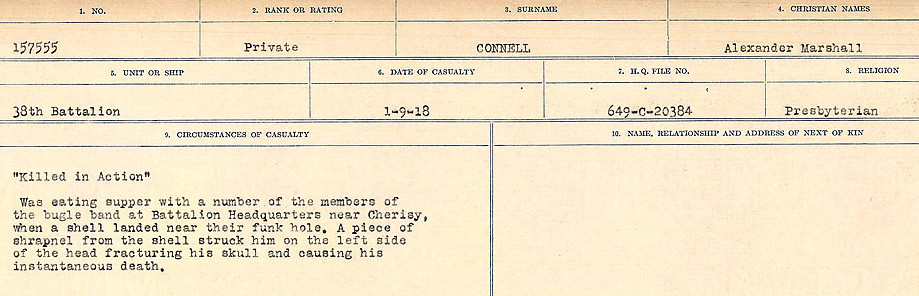 1. NO. 2. RANK OR RATING 3. SURNAME 4. CHRISTIAN NAMES
157555 Private CONNELL Alexander Marshall
5. UNIT OR SHIP 6. DATE OF CASUALTY 7. H.Q. FILE NO. 8. RELIGION
38th Battalion 1-9-18 649-C-20384 Presbyterian
9. CIRCUMSTANCES OF CASUALTY 10. NAME, RELATIONSHIP AND ADDRESS OF NEXT OF KIN
"Killed in Action"
Was eating supper with a number of the members of
the bugle band at Battalion Headquarters near Cherisy,
when a shell landed near their funk hole. A piece of
shrapnel from the shell struck him on the left side
of the head fracturing his skull and causing his
instantaneous death.